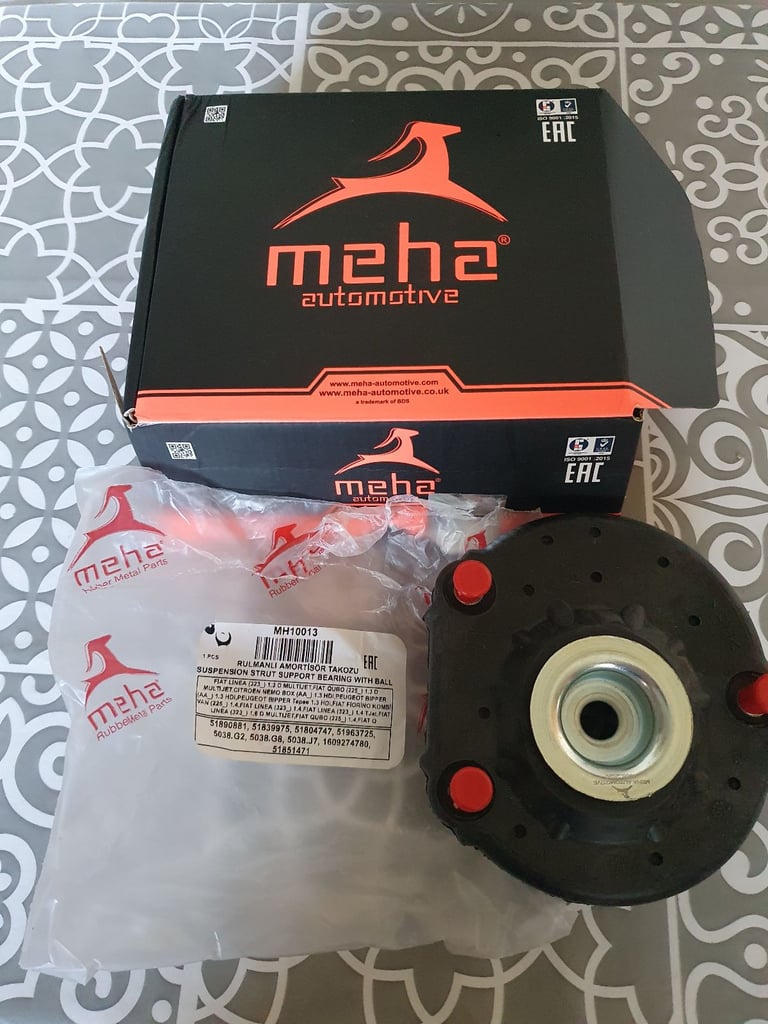 ISO 9001 :2015
EAC
meha®
automotive
www.meha-automotive.com
www.meha-automotive.co.uk
a trademark of BDS
ISO 9001 :2015
EAC
meha®
automotive
meha
Rubber Metal Parts
meha
meha
RubberMetal Parts
MH10013
1 PCS
EAC
RULMANLI AMORTİSÖR TAKOZU
SUSPENSION STRUT SUPPORT BEARING WITH BALL
FIAT LINEA (323_) 1.3 D MULTIJET,FIAT QUBO (225_) 1.3 D
MULTIJET,CITROEN NEMO BOX (AA_) 1.3 HDI,PEUGEOT BIPPER
(AA_) 1.3 HDI,PEUGEOT BIPPER Tepee 1.3 HDI,FIAT FIORINO KOMBI
VAN (225_) 1.4,FIAT LINEA (323_) 1.4,FIAT LINEA (323_) 1.4 TJet,FIAT
LINEA (323_) 1.6 D MULTIJET,FIAT QUBO (225_) 1.4,FIAT Q
51890881, 51839975, 51804747, 51963725,
5038.G2, 5038.G8, 5038.J7, 1609274780,
51851471
MEHA AUTOMOTIVE